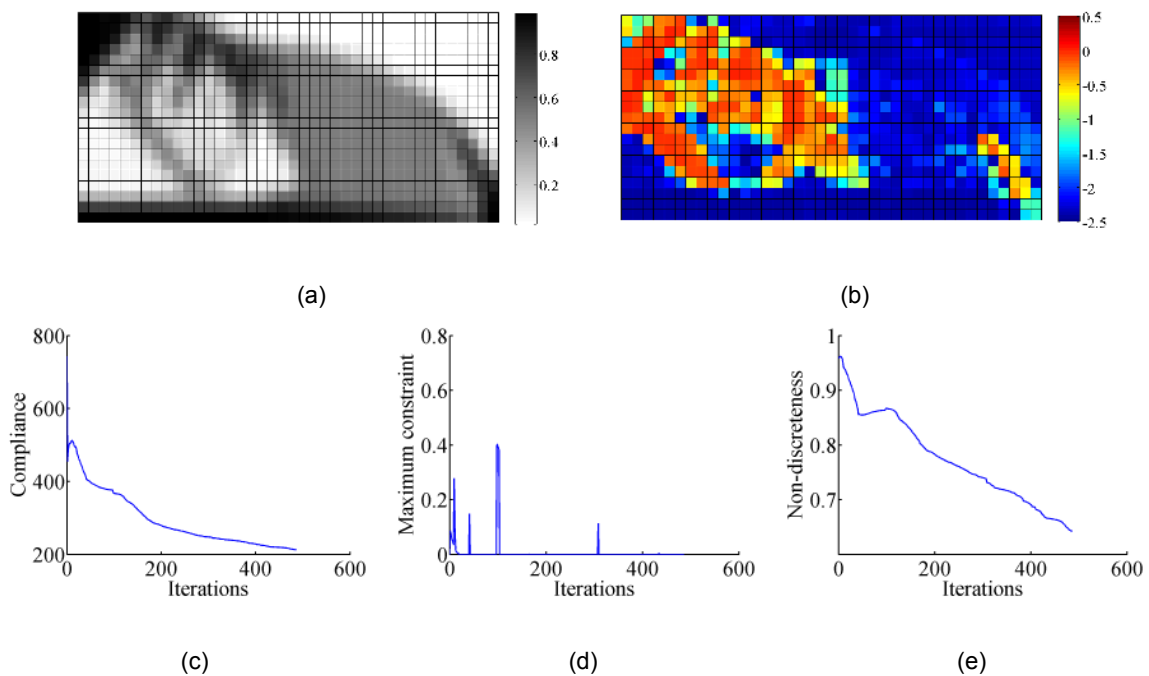 0.8
0.6
0.4
0.2
0.5
0
-0.5
-1
-1.5
-2
-2.5
(a)
(b)
800
600
400
200
0 200 400 600
Compliance
Iterations
0.8
0.6
0.4
0.2
0
0 200 400 600
Maximum constraint
Iterations
1
0.9
0.8
0.7
0 200 400 600
Non-discreteness
Iterations
(c)
(d)
(e)